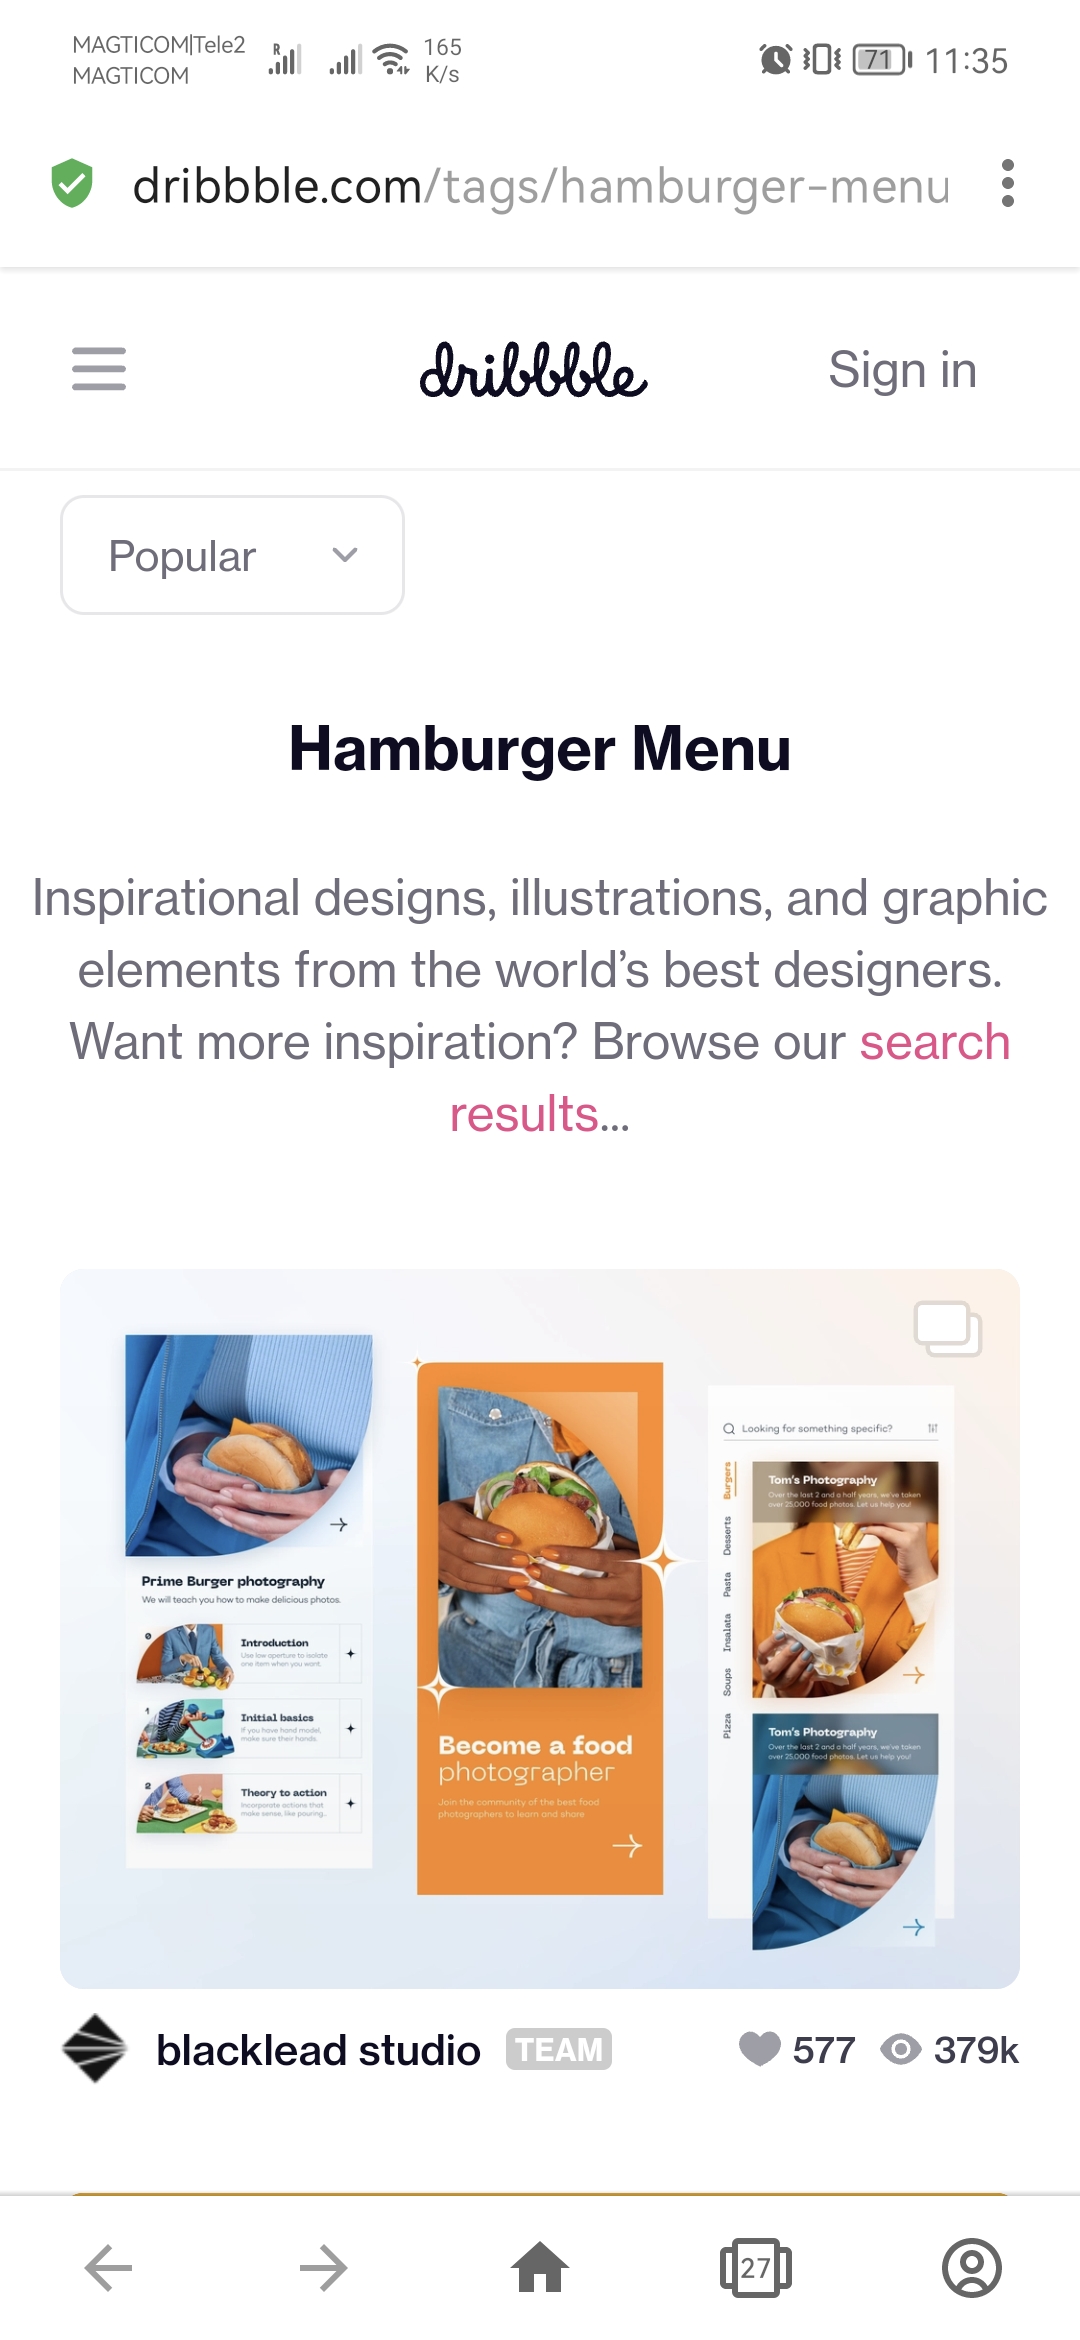 MAGTICOM|Tele2
MAGTICOM
R
165
K/s
71
11:35
dribbble.com/tags/hamburger-menu
dribbble
Sign in
Popular
Hamburger Menu
Inspirational designs, illustrations, and graphic
elements from the world's best designers.
Want more inspiration? Browse our search
results...
Prime Burger photography
We will teach you how to make delicious photos.
0
Introduction
Use low aperture to isolate
one item when you want.
1
Initial basics
If you have hand model,
make sure their hands.
2
Theory to action
Incorporate actions that
make sense, like pouring..
Become a food
photographer
Join the community of the best food
photographers to learn and share
Looking for something specific?
Burgers
Desserts
Pasta
Insalata
Soups
Pizza
Tom's Photography
Over the last 2 and a half years, we've taken
over 25,000 food photos. Let us help you!
Tom's Photography
Over the last 2 and a half years, we've taken
over 25,000 food photos. Let us help you!
blacklead studio
TEAM
577
379k
27